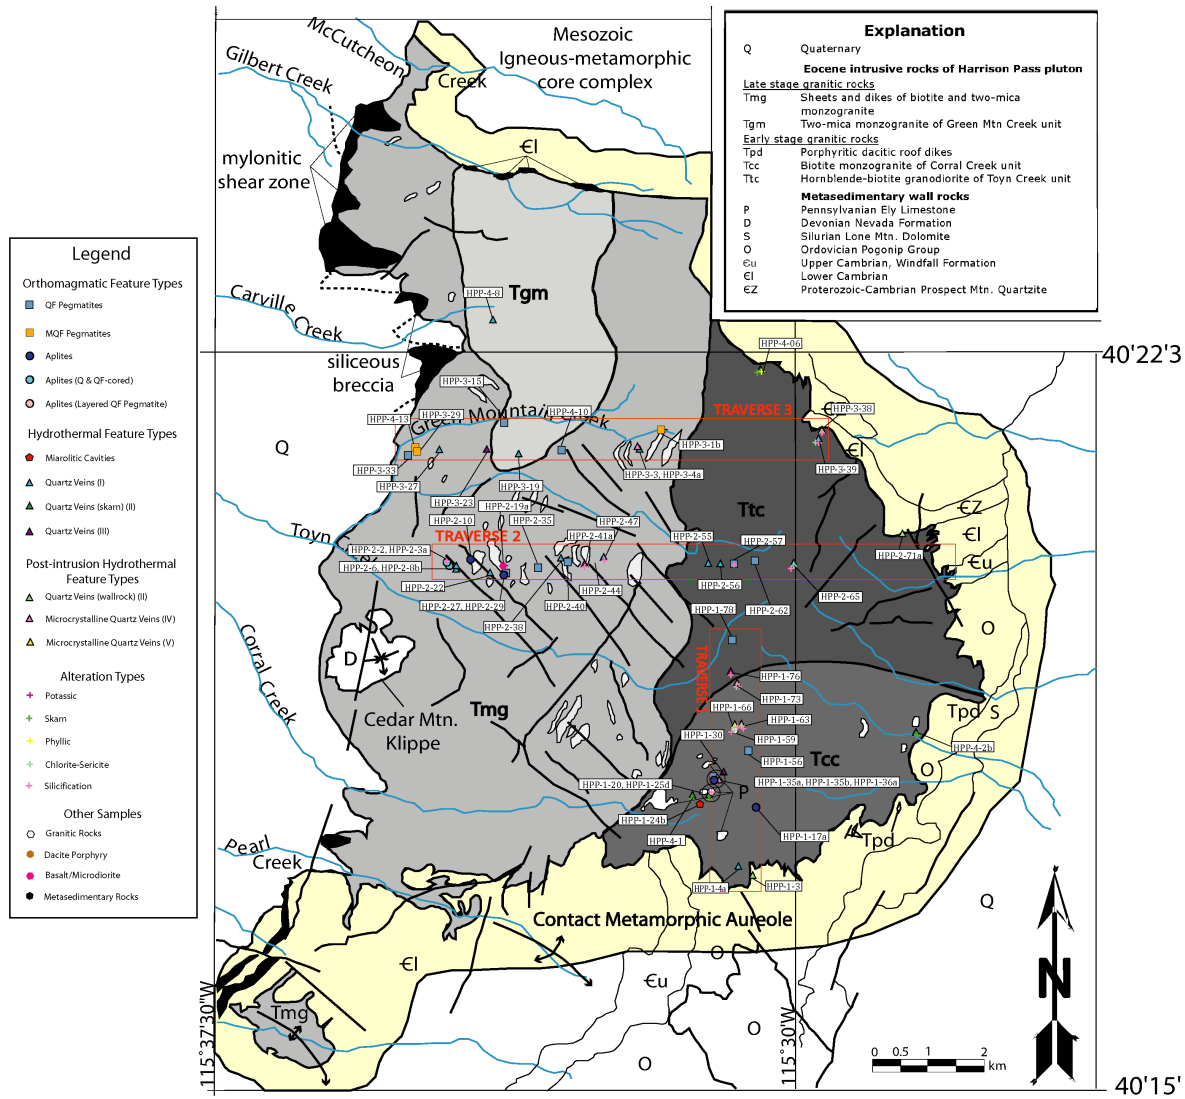 Explanation
Q Quaternary
Eocene intrusive rocks of Harrison Pass pluton
Late stage granitic rocks
Tmg Sheets and dikes of biotite and two-mica
monzogranite
Tgm Two-mica monzogranite of Green Mtn Creek unit
Early stage granitic rocks
Tpd Porphyritic dacitic roof dikes
Tcc Biotite monzogranite of Corral Creek unit
Ttc Hornblende-biotite granodiorite of Toyn Creek unit
Metasedimentary wall rocks
P Pennsylvanian Ely Limestone
D Devonian Nevada Formation
S Silurian Lone Mtn. Dolomite
O Ordovician Pogonip Group
Єu Upper Cambrian, Windfall Formation
Єl Lower Cambrian
ЄZ Proterozoic-Cambrian Prospect Mtn. Quartzite
Legend
Orthomagmatic Feature Types
QF Pegmatites
MQF Pegmatites
Aplites
Aplites (Q & QF-cored)
Aplites (Layered QF Pegmatite)
Hydrothermal Feature Types
Miarolitic Cavities
Quartz Veins (I)
Quartz Veins (skarn) (II)
Quartz Veins (III)
Post-intrusion Hydrothermal
Feature Types
Quartz Veins (wallrock) (II)
Microcrystalline Quartz Veins (IV)
Microcrystalline Quartz Veins (V)
Alteration Types
Potassic
Skarn
Phyllic
Chlorite-Sericite
Silicification
Other Samples
Granitic Rocks
Dacite Porphyry
Basalt/Microdiorite
Metasedimentary Rocks
McCutcheon
Creek
Gilbert Creek
Mesozoic
Igneous-metamorphic
core complex
Єl
mylonitic
shear zone
HPP-4-8
Tgm
Carville
Creek
siliceous
breccia
HPP-4-06
40'22'3
HPP-3-15
HPP-4-13
HPP-3-29
HPP-4-10
Green Mountain Creek
TRAVERSE 3
HPP-3-38
Є
Q
HPP-3-1b
Єl
HPP-3-33
HPP-3-27
HPP-3-3, HPP-3-4a
HPP-3-39
HPP-3-23
HPP-3-19
HPP-2-19a
HPP-2-10
HPP-2-35
HPP-2-47
Ttc
ЄZ
Toyn
TRAVERSE 2
HPP-2-41a
HPP-2-55
HPP-2-57
Єl
HPP-2-2, HPP-2-3a
HPP-2-71a
HPP-2-6, HPP-2-8b
Єu
HPP-2-22
HPP-2-56
HPP-2-44
HPP-2-65
HPP-2-27, HPP-2-29
HPP-2-40
HPP-1-78
HPP-2-62
HPP-2-38
O
Corral Creek
D
TRAVERSE 1
HPP-1-76
HPP-1-73
Cedar Mtn.
Klippe
Tmg
HPP-1-66
HPP-1-63
Tpd S
HPP-1-30
HPP-1-59
HPP-4-2b
HPP-1-56
Tcc
O
HPP-1-20, HPP-1-25d
HPP-1-35a, HPP-1-35b, HPP-1-36a
P
HPP-1-24b
HPP-4-1
HPP-1-17a
Tpd
Pearl
Creek
HPP-1-4a
HPP-1-3
Contact Metamorphic Aureole
Q
O
Єl
Єu
Tmg
O
O
N
115°37'30"W
115°30'W
0 0.5 1 2
km
40'15'